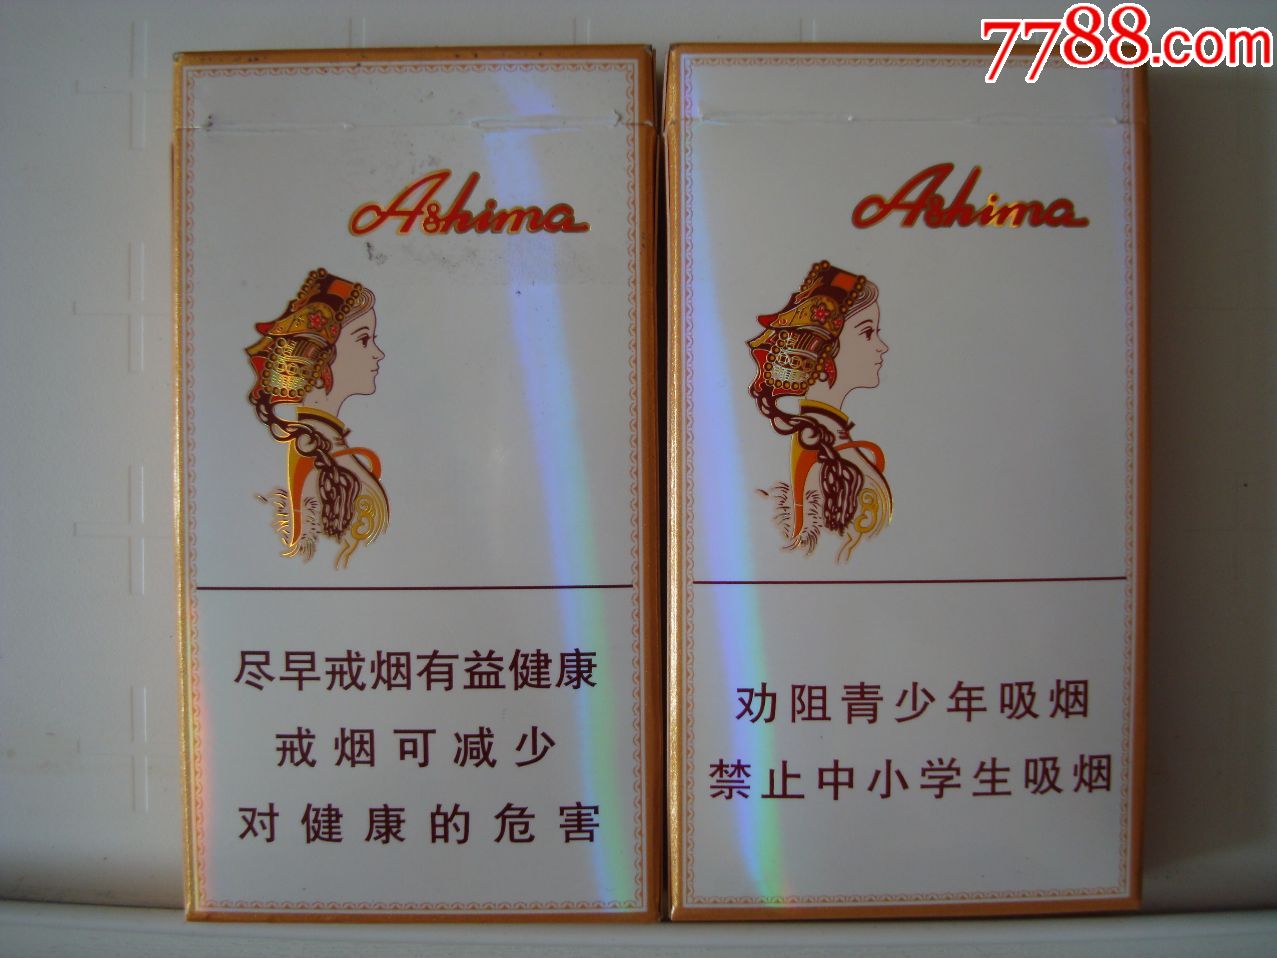 7788.com
Ashima
尽早戒烟有益健康
戒烟可减少
对健康的危害
Ashima
劝阻青少年吸烟
禁止中小学生吸烟